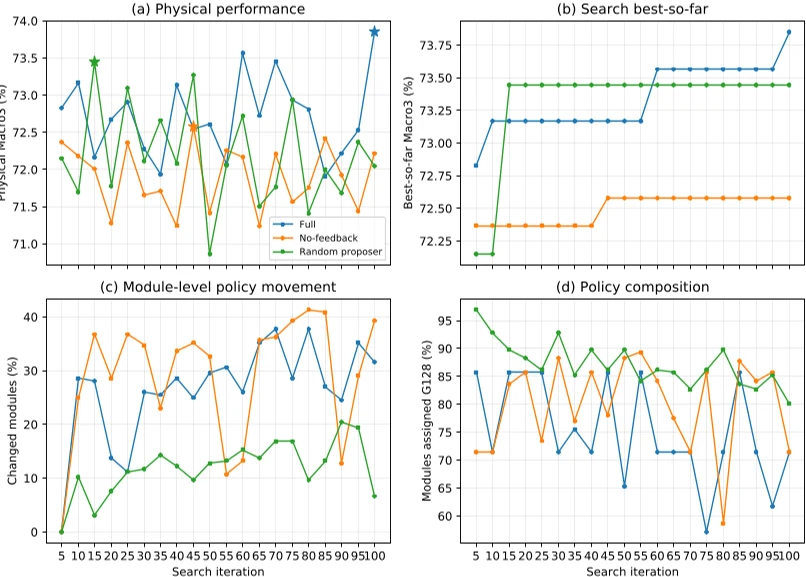 (a) Physical performance
Physical Macro3 (%)
74.0
73.5
73.0
72.5
72.0
71.5
71.0
Full
No-feedback
Random proposer
(b) Search best-so-far
Best-so-far Macro3 (%)
73.75
73.50
73.25
73.00
72.75
72.50
72.25
(c) Module-level policy movement
Changed modules (%)
40
30
20
10
0
5 10 15 20 25 30 35 40 45 50 55 60 65 70 75 80 85 90 95 100
Search iteration
(d) Policy composition
Modules assigned G128 (%)
95
90
85
80
75
70
65
60
5 10 15 20 25 30 35 40 45 50 55 60 65 70 75 80 85 90 95 100
Search iteration